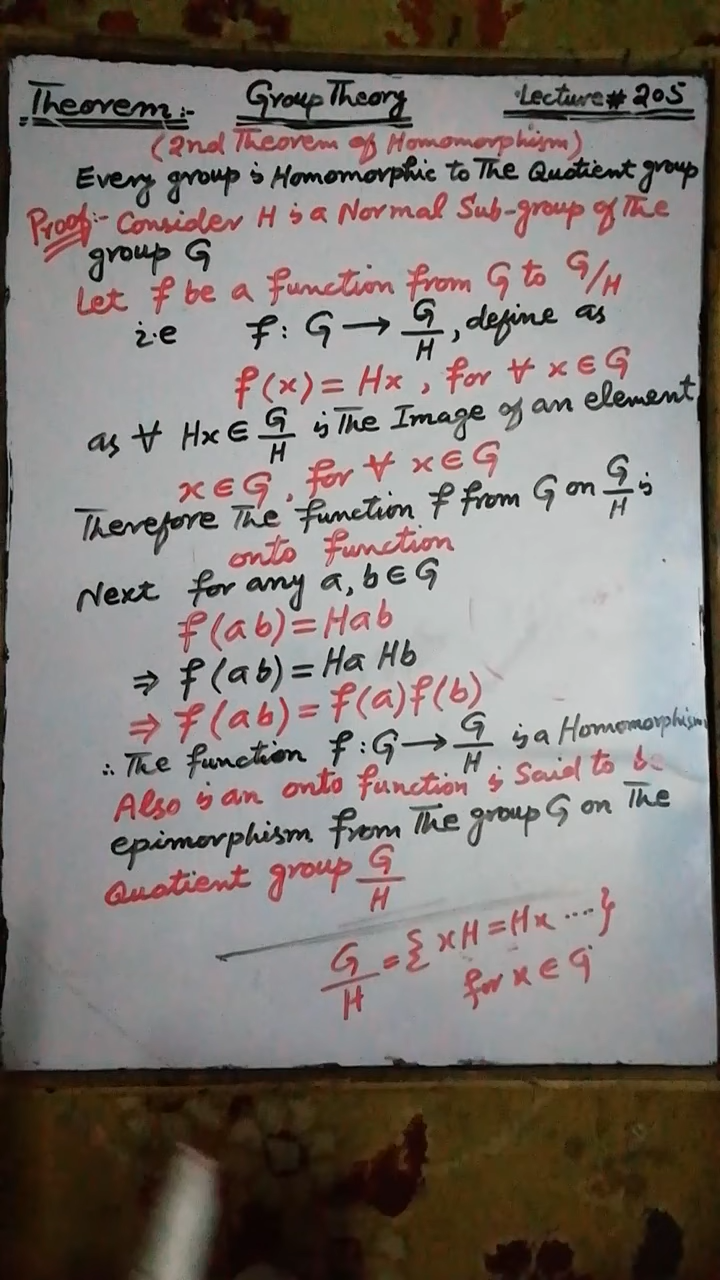 Theorem:- Group Theory Lecture# 205
(2nd Theorem of Homomorphism)
Every group is Homomorphic to The Quotient group
Proof:- Consider H is a Normal Sub-group of The
group G
Let f be a function from G to G/H
i.e f: G → G/H, define as
f(x) = Hx, for ∀ x ∈ G
as ∀ Hx ∈ G/H is The Image of an element
x ∈ G, for ∀ x ∈ G
Therefore The function f from G on G/H is
onto function
Next for any a, b ∈ G
f(ab) = Hab
⇒ f(ab) = Ha Hb
⇒ f(ab) = f(a)f(b)
∴ The function f: G → G/H is a Homomorphism
Also is an onto function is Said to be
epimorphism from The group G on The
Quotient group G/H
G/H = { xH = Hx .... }
for x ∈ G